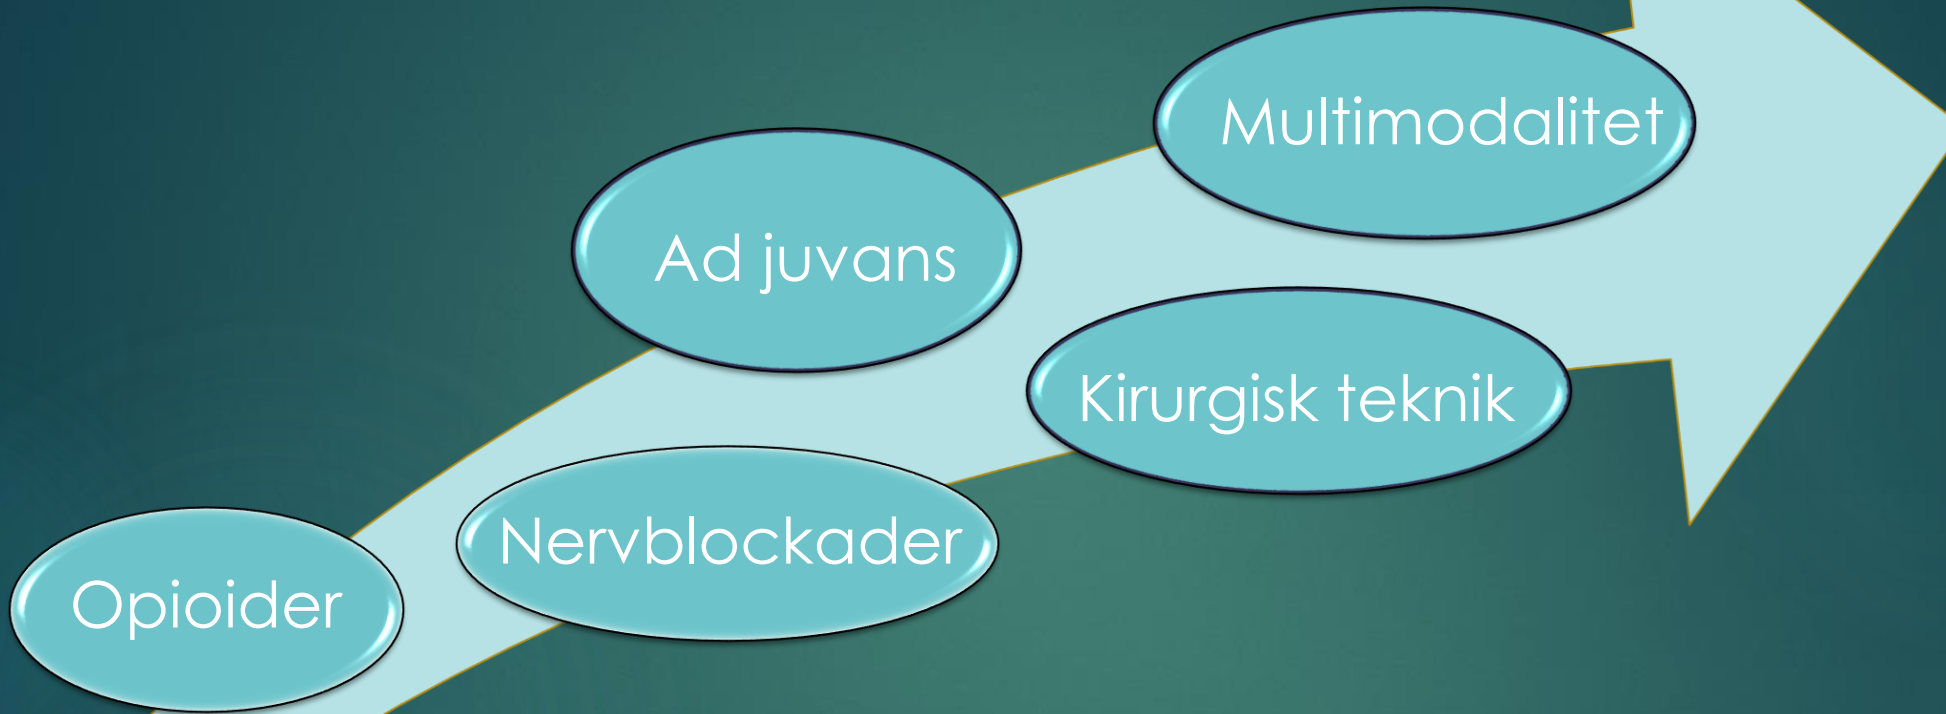 Multimodalitet
Ad juvans
Kirurgisk teknik
Nervblockader
Opioider